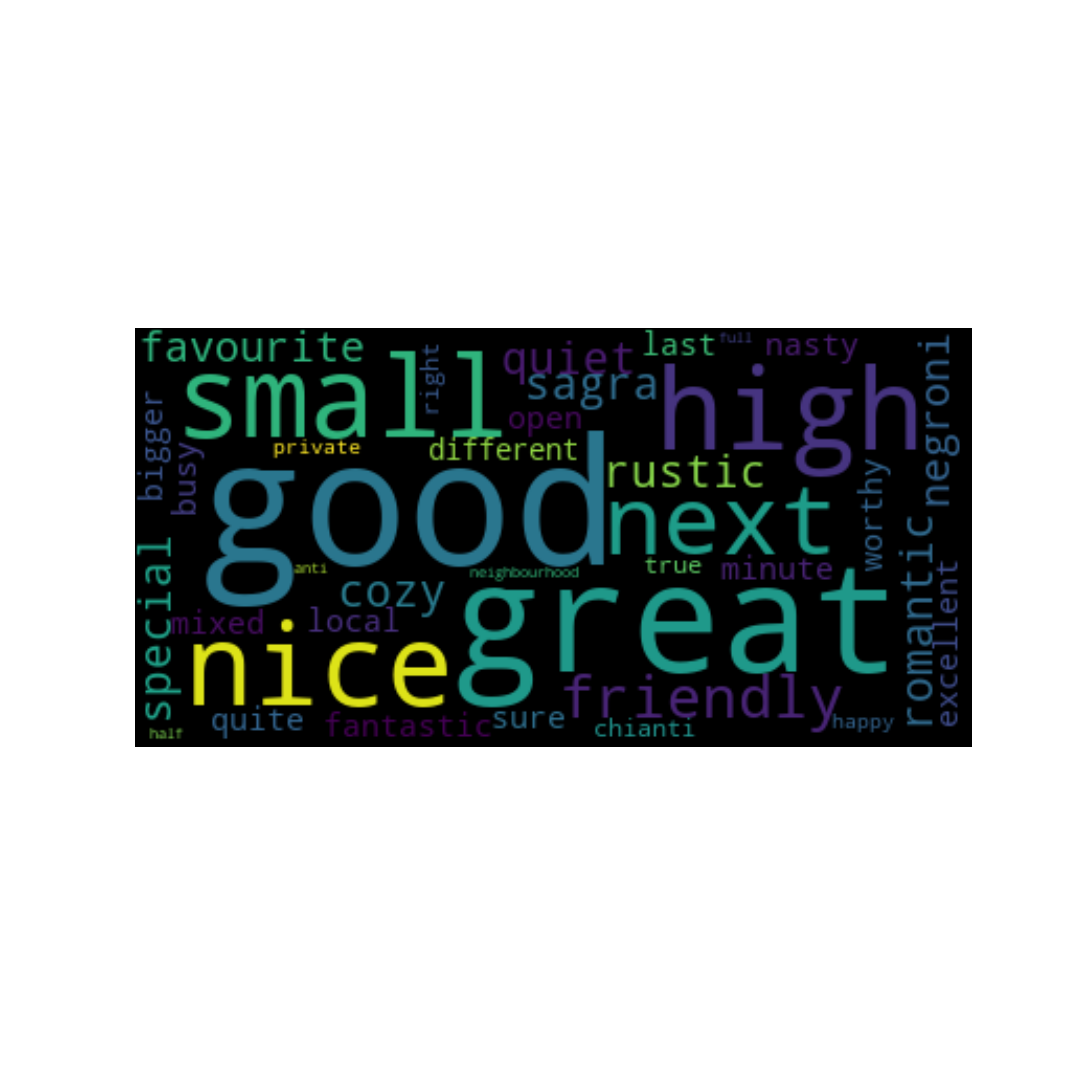 favourite
quiet
last
full
nasty
small
right
sagra
high
negroni
bigger
busy
open
private
different
rustic
good
next
worthy
special
anti
neighbourhood
true
minute
cozy
great
romantic
excellent
mixed
local
nice
friendly
quite
fantastic
sure
chianti
happy
half